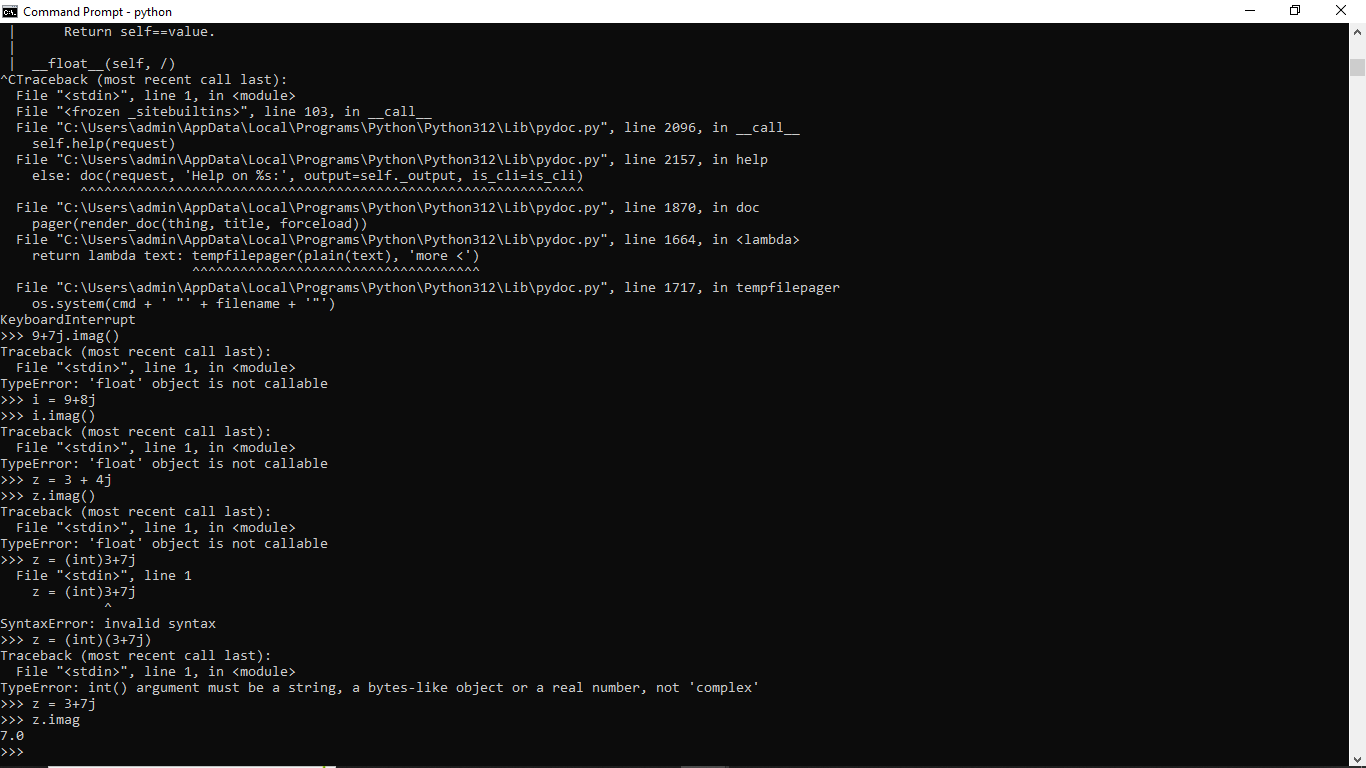 Command Prompt - python
|      Return self==value.
|
|  __float__(self, /)
^CTraceback (most recent call last):
  File "<stdin>", line 1, in <module>
  File "<frozen _sitebuiltins>", line 103, in __call__
  File "C:\Users\admin\AppData\Local\Programs\Python\Python312\Lib\pydoc.py", line 2096, in __call__
    self.help(request)
  File "C:\Users\admin\AppData\Local\Programs\Python\Python312\Lib\pydoc.py", line 2157, in help
    else: doc(request, 'Help on %s:', output=self._output, is_cli=is_cli)
          ^^^^^^^^^^^^^^^^^^^^^^^^^^^^^^^^^^^^^^^^^^^^^^^^^^^^^^^^^^^^^^^
  File "C:\Users\admin\AppData\Local\Programs\Python\Python312\Lib\pydoc.py", line 1870, in doc
    pager(render_doc(thing, title, forceload))
  File "C:\Users\admin\AppData\Local\Programs\Python\Python312\Lib\pydoc.py", line 1664, in <lambda>
    return lambda text: tempfilepager(plain(text), 'more <')
                        ^^^^^^^^^^^^^^^^^^^^^^^^^^^^^^^^^^^^
  File "C:\Users\admin\AppData\Local\Programs\Python\Python312\Lib\pydoc.py", line 1717, in tempfilepager
    os.system(cmd + ' "' + filename + '"')
KeyboardInterrupt
>>> 9+7j.imag()
Traceback (most recent call last):
  File "<stdin>", line 1, in <module>
TypeError: 'float' object is not callable
>>> i = 9+8j
>>> i.imag()
Traceback (most recent call last):
  File "<stdin>", line 1, in <module>
TypeError: 'float' object is not callable
>>> z = 3 + 4j
>>> z.imag()
Traceback (most recent call last):
  File "<stdin>", line 1, in <module>
TypeError: 'float' object is not callable
>>> z = (int)3+7j
  File "<stdin>", line 1
    z = (int)3+7j
             ^
SyntaxError: invalid syntax
>>> z = (int)(3+7j)
Traceback (most recent call last):
  File "<stdin>", line 1, in <module>
TypeError: int() argument must be a string, a bytes-like object or a real number, not 'complex'
>>> z = 3+7j
>>> z.imag
7.0
>>>